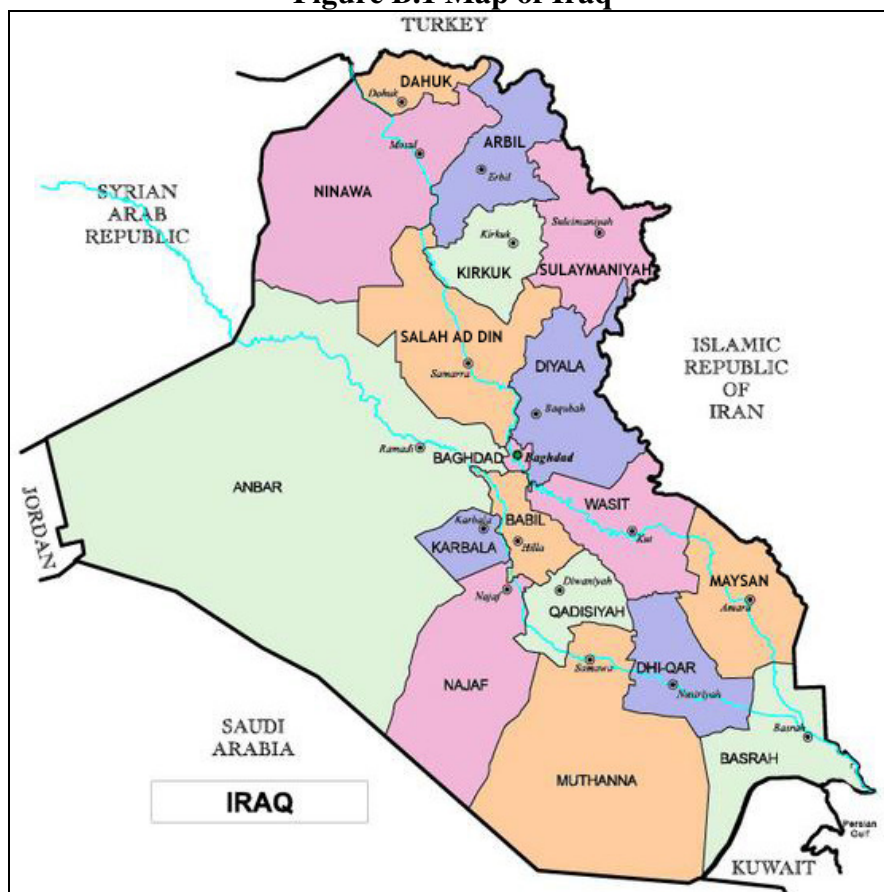 Figure B.1 Map of Iraq
TURKEY
DAHUK
Dohuk
ARBIL
Mosul
Erbil
NINAWA
SYRIAN
ARAB
REPUBLIC
Suleimaniyah
Kirkuk
KIRKUK
SULAYMANIYAH
SALAH AD DIN
Samarra
DIYALA
ISLAMIC
REPUBLIC
OF
IRAN
Baqubah
Ramadi
BAGHDAD
Baghdad
ANBAR
JORDAN
WASIT
Karbala
BABIL
KARBALA
Hilla
Kut
MAYSAN
Najaf
Diwaniyah
QADISIYAH
Amara
Samawa
DHI-QAR
NAJAF
Nasiriyah
SAUDI
ARABIA
Basrah
BASRAH
MUTHANNA
IRAQ
Persian
Gulf
KUWAIT